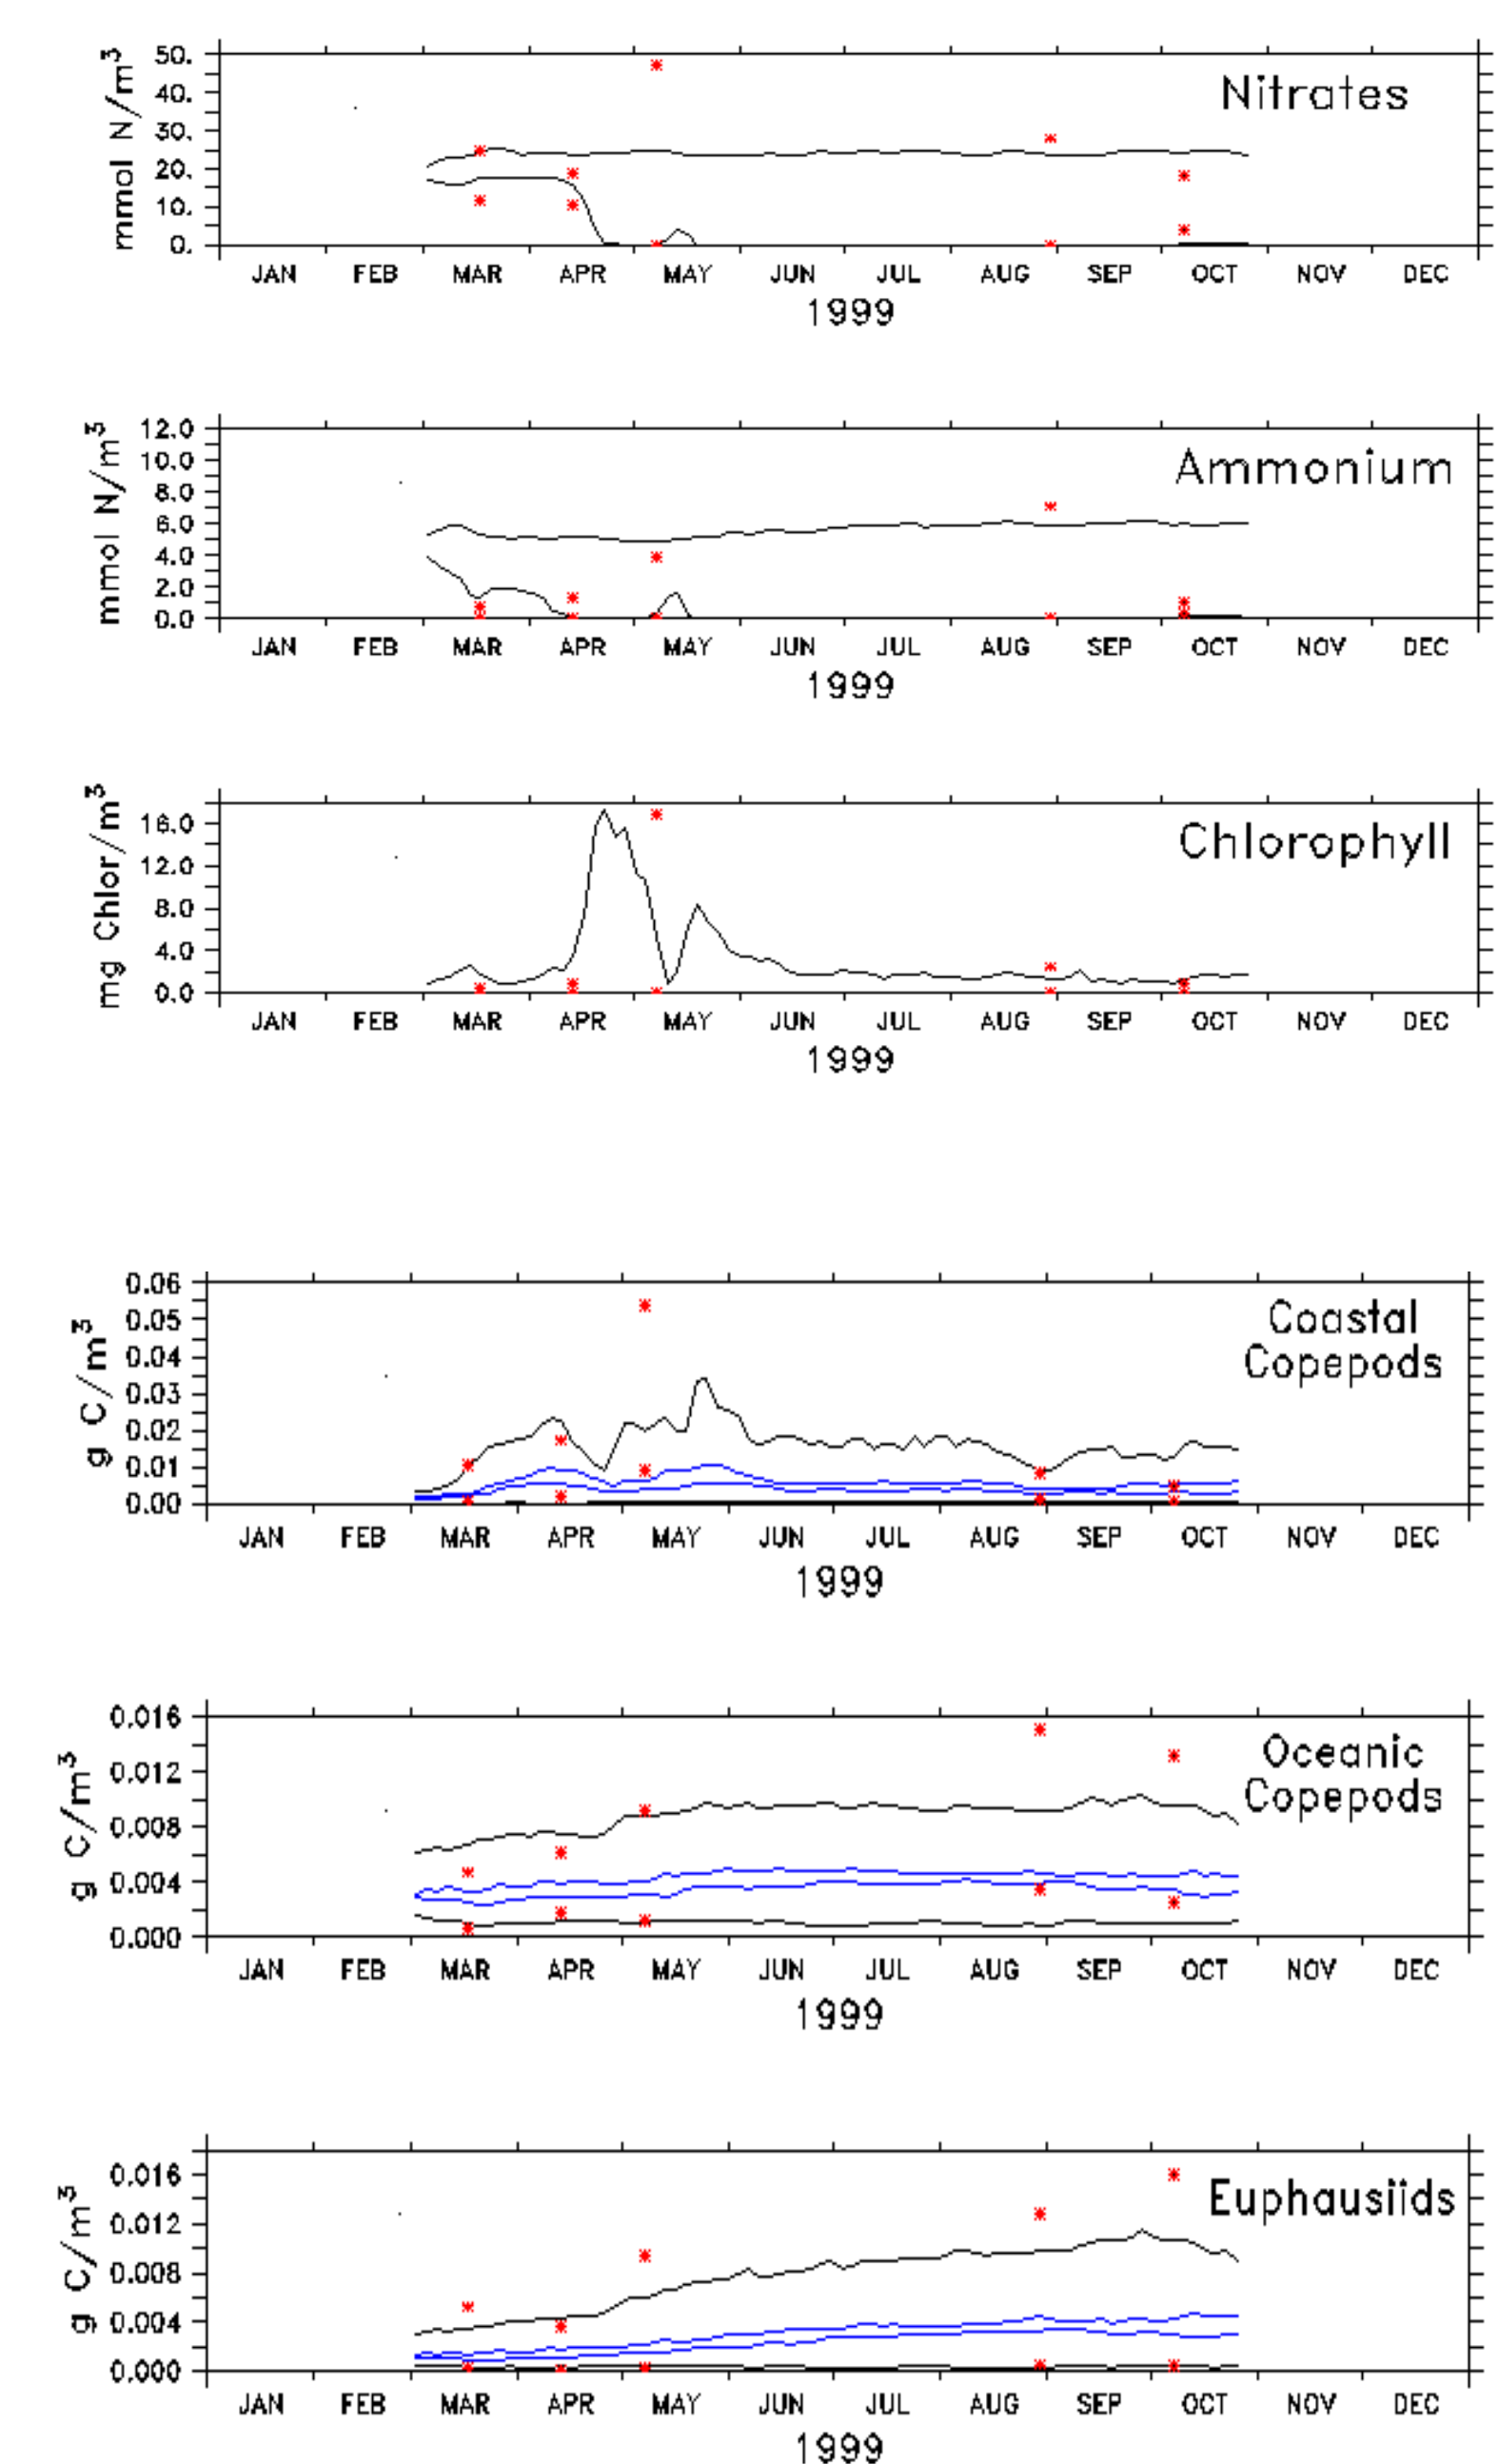 mmol N/m³
50.
40.
30.
20.
10.
0.
Nitrates
JAN FEB MAR APR MAY JUN JUL AUG SEP OCT NOV DEC
1999
mmol N/m³
12.0
10.0
8.0
6.0
4.0
2.0
0.0
Ammonium
JAN FEB MAR APR MAY JUN JUL AUG SEP OCT NOV DEC
1999
mg Chlor/m³
16.0
12.0
8.0
4.0
0.0
Chlorophyll
JAN FEB MAR APR MAY JUN JUL AUG SEP OCT NOV DEC
1999
g C/m³
0.06
0.05
0.04
0.03
0.02
0.01
0.00
Coastal
Copepods
JAN FEB MAR APR MAY JUN JUL AUG SEP OCT NOV DEC
1999
g C/m³
0.016
0.012
0.008
0.004
0.000
Oceanic
Copepods
JAN FEB MAR APR MAY JUN JUL AUG SEP OCT NOV DEC
1999
g C/m³
0.016
0.012
0.008
0.004
0.000
Euphausiids
JAN FEB MAR APR MAY JUN JUL AUG SEP OCT NOV DEC
1999